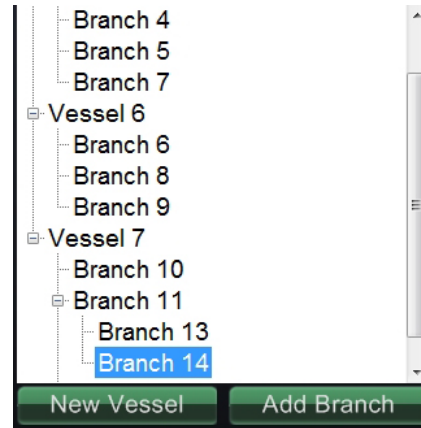 Branch 4
Branch 5
Branch 7
Vessel 6
Branch 6
Branch 8
Branch 9
Vessel 7
Branch 10
Branch 11
Branch 13
Branch 14
New Vessel
Add Branch